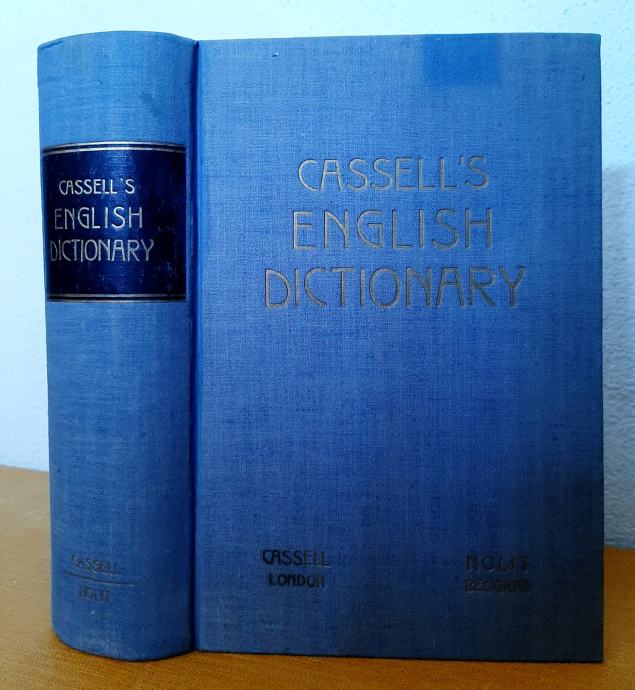 CASSELL'S
ENGLISH
DICTIONARY
CASSELL
NOLIT
CASSELL'S
ENGLISH
DICTIONARY
CASSELL
LONDON
NOLIT
BEOGRAD